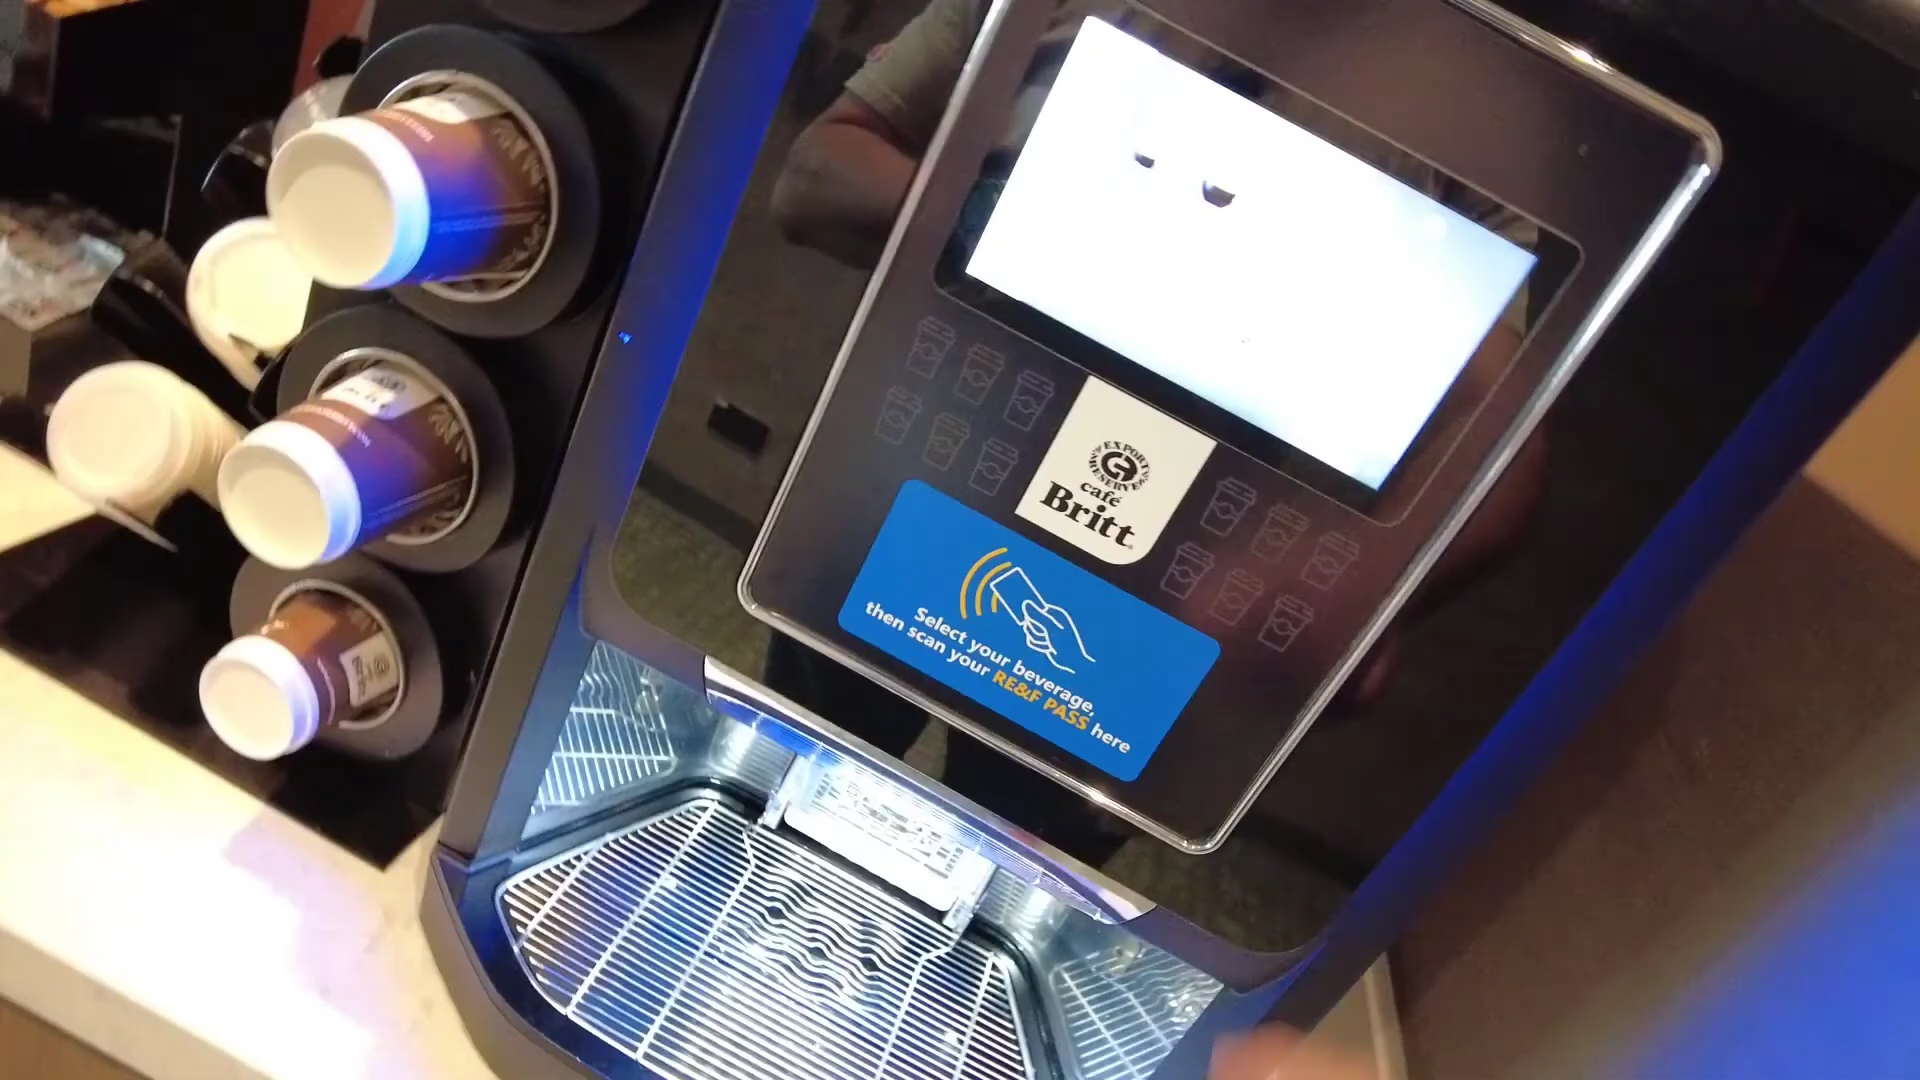 EXPORT
RESERVE
café
Britt
Select your beverage,
then scan your RE&F PASS here